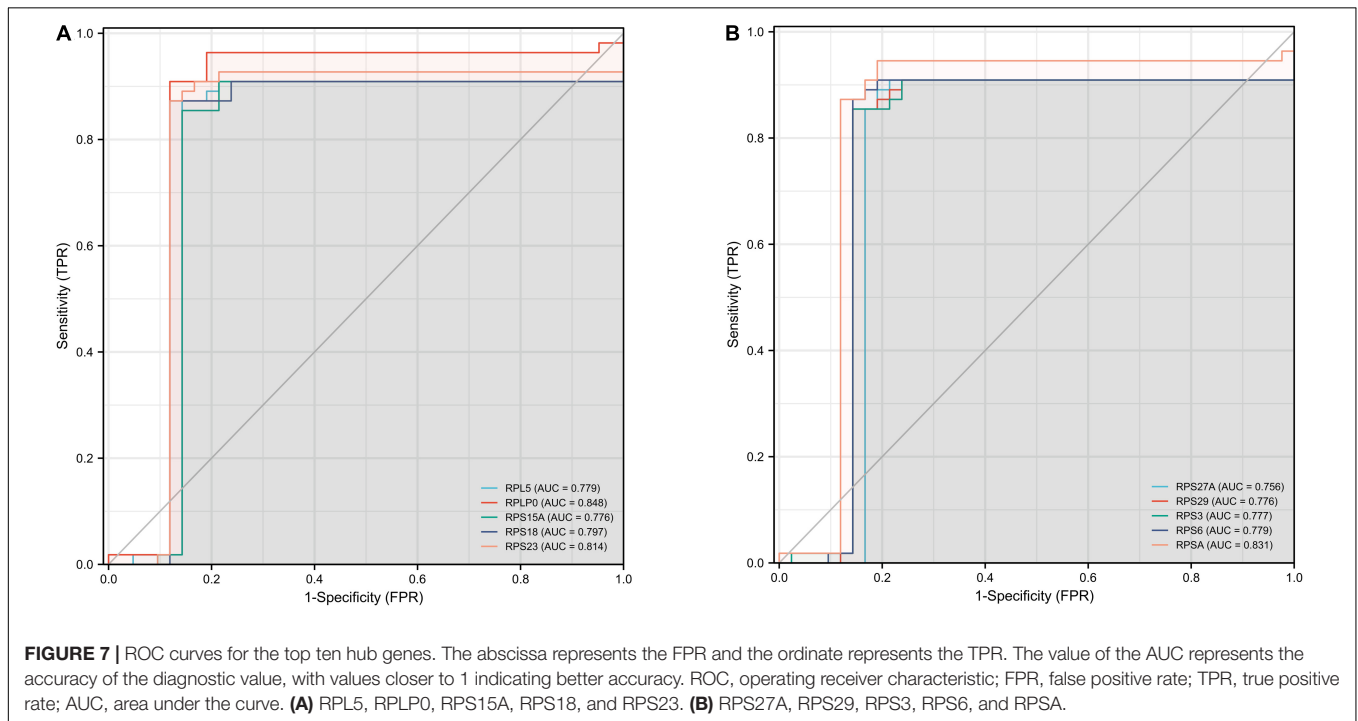 A
1.0
0.8
0.6
0.4
0.2
0.0
Sensitivity (TPR)
RPL5 (AUC = 0.779)
RPLP0 (AUC = 0.848)
RPS15A (AUC = 0.776)
RPS18 (AUC = 0.797)
RPS23 (AUC = 0.814)
0.0 0.2 0.4 0.6 0.8 1.0
1-Specificity (FPR)
B
1.0
0.8
0.6
0.4
0.2
0.0
Sensitivity (TPR)
RPS27A (AUC = 0.756)
RPS29 (AUC = 0.776)
RPS3 (AUC = 0.777)
RPS6 (AUC = 0.779)
RPSA (AUC = 0.831)
0.0 0.2 0.4 0.6 0.8 1.0
1-Specificity (FPR)
FIGURE 7 | ROC curves for the top ten hub genes. The abscissa represents the FPR and the ordinate represents the TPR. The value of the AUC represents the
accuracy of the diagnostic value, with values closer to 1 indicating better accuracy. ROC, operating receiver characteristic; FPR, false positive rate; TPR, true positive
rate; AUC, area under the curve. (A) RPL5, RPLP0, RPS15A, RPS18, and RPS23. (B) RPS27A, RPS29, RPS3, RPS6, and RPSA.